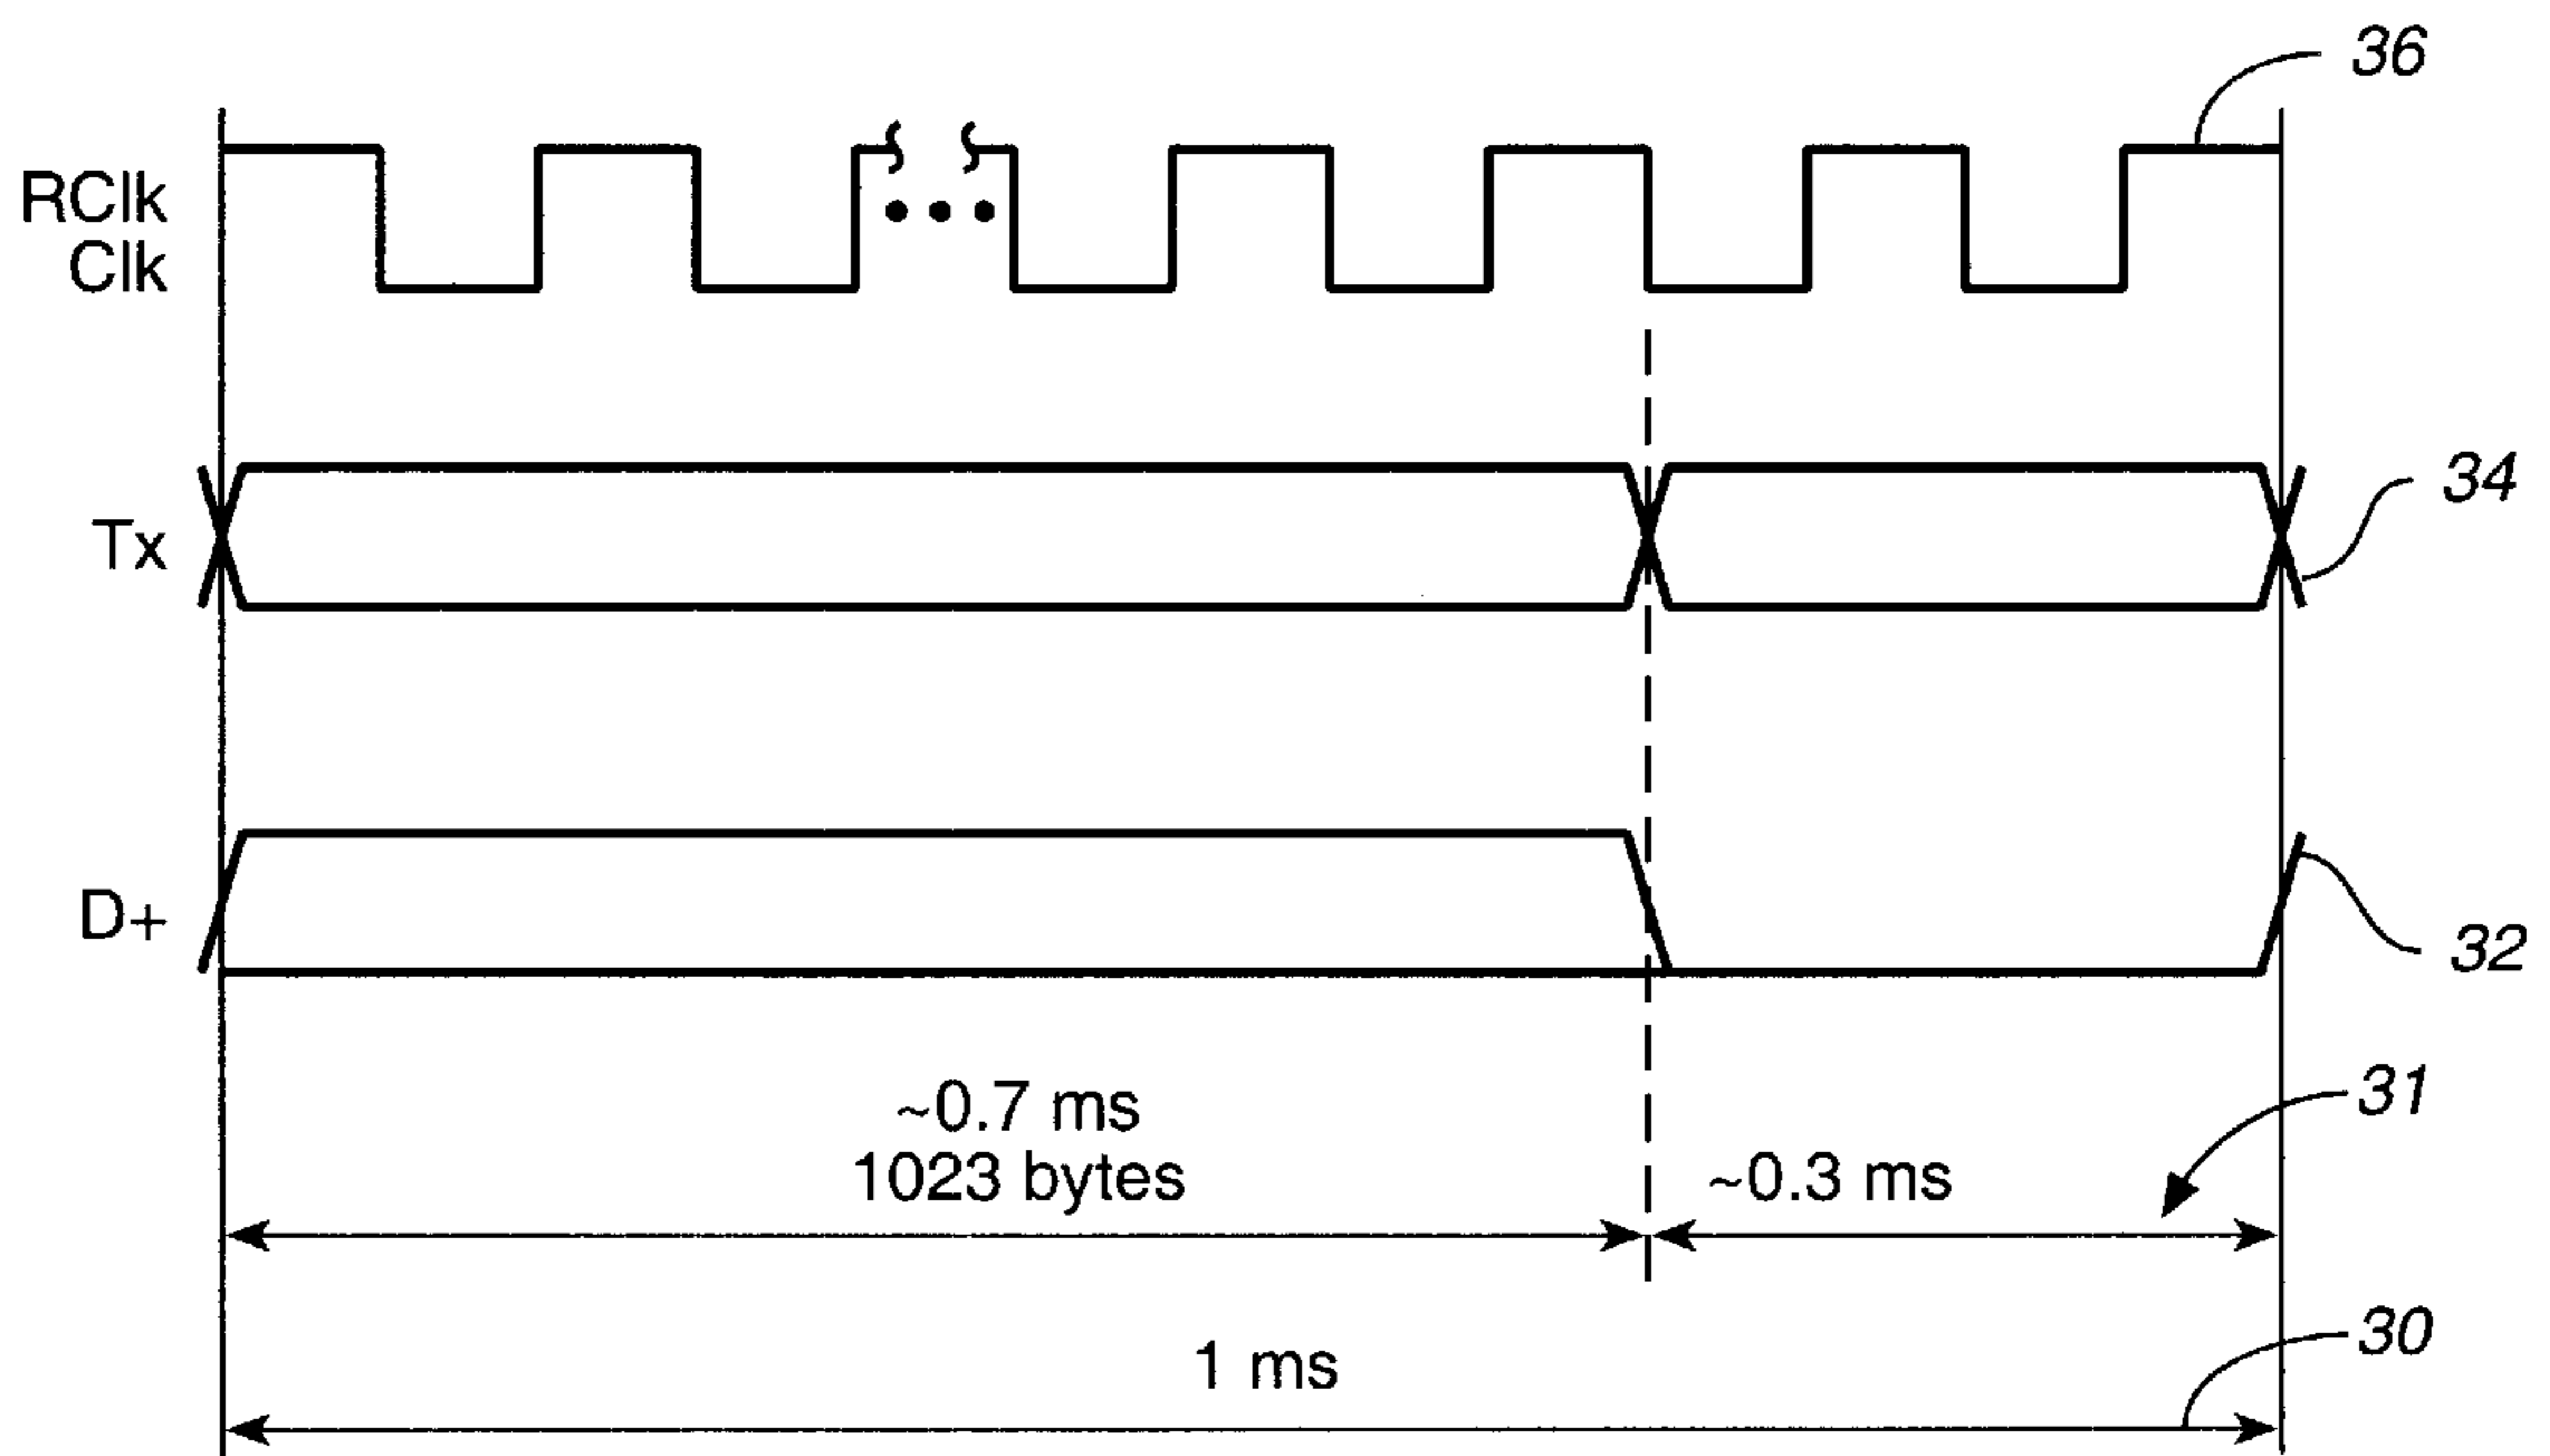 36
RClk
Clk
34
Tx
D+
32
~0.7 ms
1023 bytes
~0.3 ms
31
1 ms
30